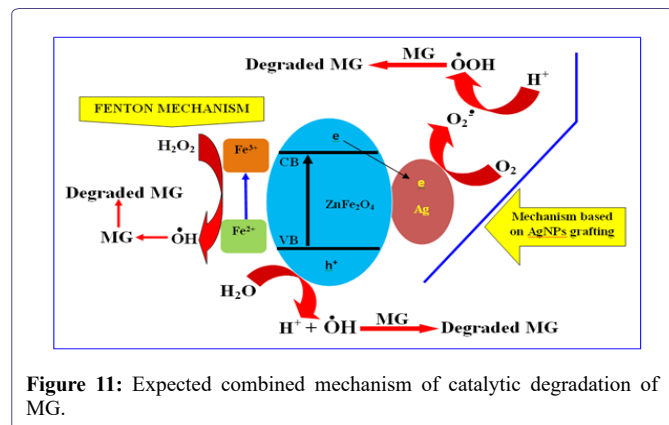 Degraded MG
MG
ȮOH
H⁺
FENTON MECHANISM
O₂•̄
H₂O₂
Fe³⁺
e
CB
O₂
Degraded MG
ZnFe₂O₄
e
Ag
Mechanism based
on AgNPs grafting
MG
ȮH
Fe²⁺
VB
h⁺
H₂O
H⁺ + ȮH
MG
Degraded MG
Figure 11: Expected combined mechanism of catalytic degradation of
MG.